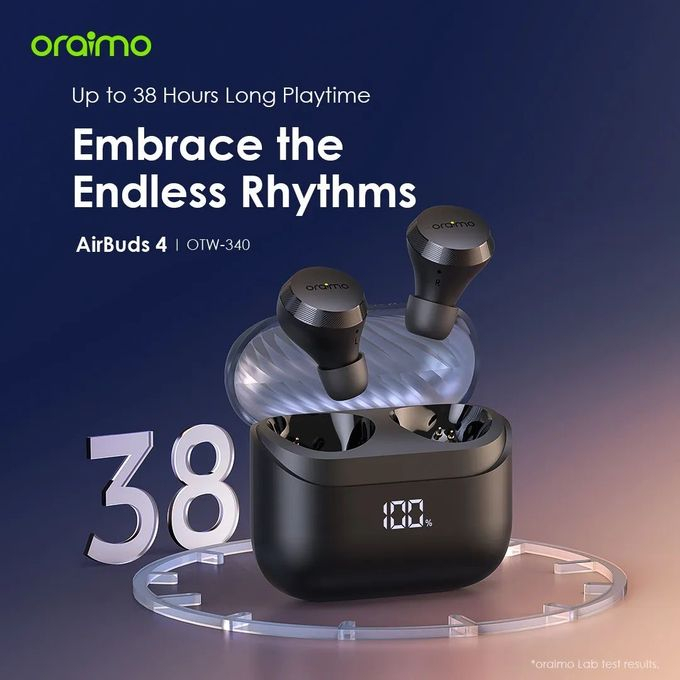 oraimo
Up to 38 Hours Long Playtime
Embrace the
Endless Rhythms
AirBuds 4 | OTW-340
oraimo
R
oraimo
L
38
100%
*oraimo Lab test results.